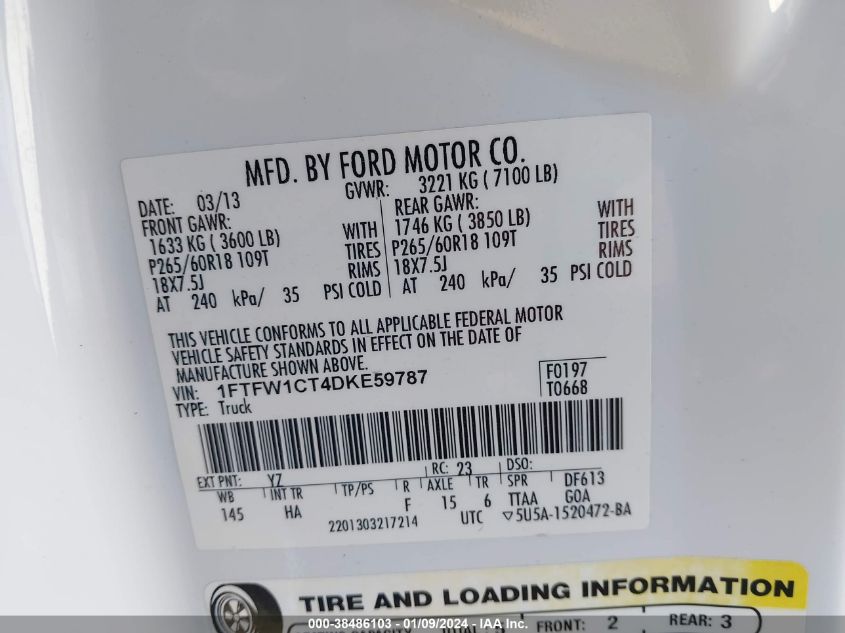 MFD. BY FORD MOTOR CO.
DATE: 03/13 GVWR: 3221 KG ( 7100 LB)
FRONT GAWR: REAR GAWR:
1633 KG ( 3600 LB) WITH 1746 KG ( 3850 LB) WITH
P265/60R18 109T TIRES P265/60R18 109T TIRES
18X7.5J RIMS 18X7.5J RIMS
AT 240 kPa/ 35 PSI COLD AT 240 kPa/ 35 PSI COLD
THIS VEHICLE CONFORMS TO ALL APPLICABLE FEDERAL MOTOR
VEHICLE SAFETY STANDARDS IN EFFECT ON THE DATE OF
MANUFACTURE SHOWN ABOVE.
VIN: 1FTFW1CT4DKE59787 F0197
TYPE: Truck T0668
EXT PNT: YZ RC: 23 DSO:
WB INT TR TP/PS R AXLE TR SPR DF613
145 HA F 15 6 TTAA GOA
2201303217214 UTC ▽5U5A-1520472-BA
TIRE AND LOADING INFORMATION
FRONT: 2 REAR: 3
000-38486103 - 01/09/2024 - IAA Inc.